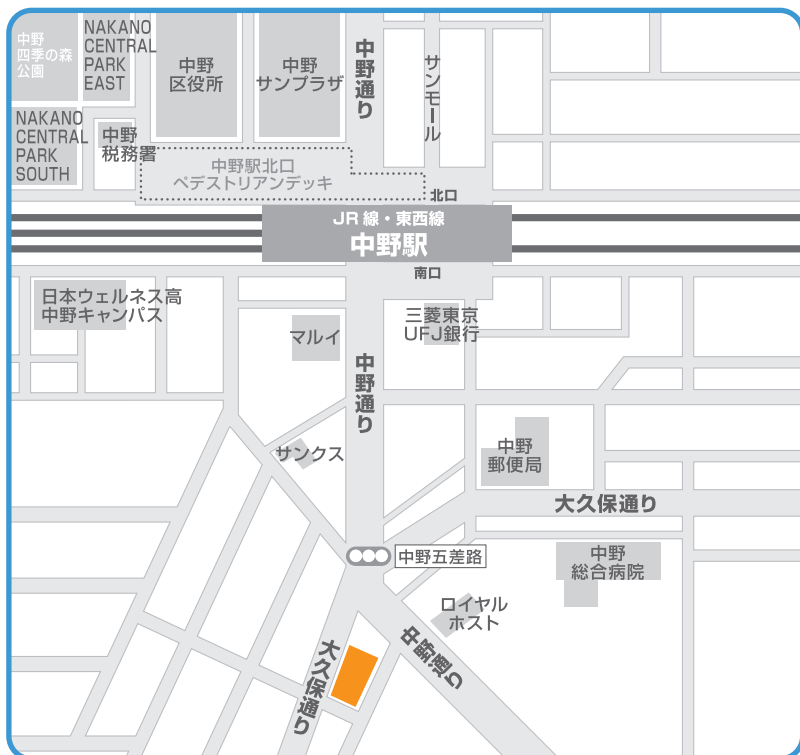 中野
四季の森
公園
NAKANO
CENTRAL
PARK
EAST
中野
区役所
中野
サンプラザ
中野通り
サンモール
NAKANO
CENTRAL
PARK
SOUTH
中野
税務署
中野駅北口
ペデストリアンデッキ
北口
JR 線・東西線
中野駅
南口
日本ウェルネス高
中野キャンパス
マルイ
三菱東京
UFJ銀行
中野通り
サンクス
中野
郵便局
大久保通り
中野五差路
中野
総合病院
ロイヤル
ホスト
中野通り
大久保通り